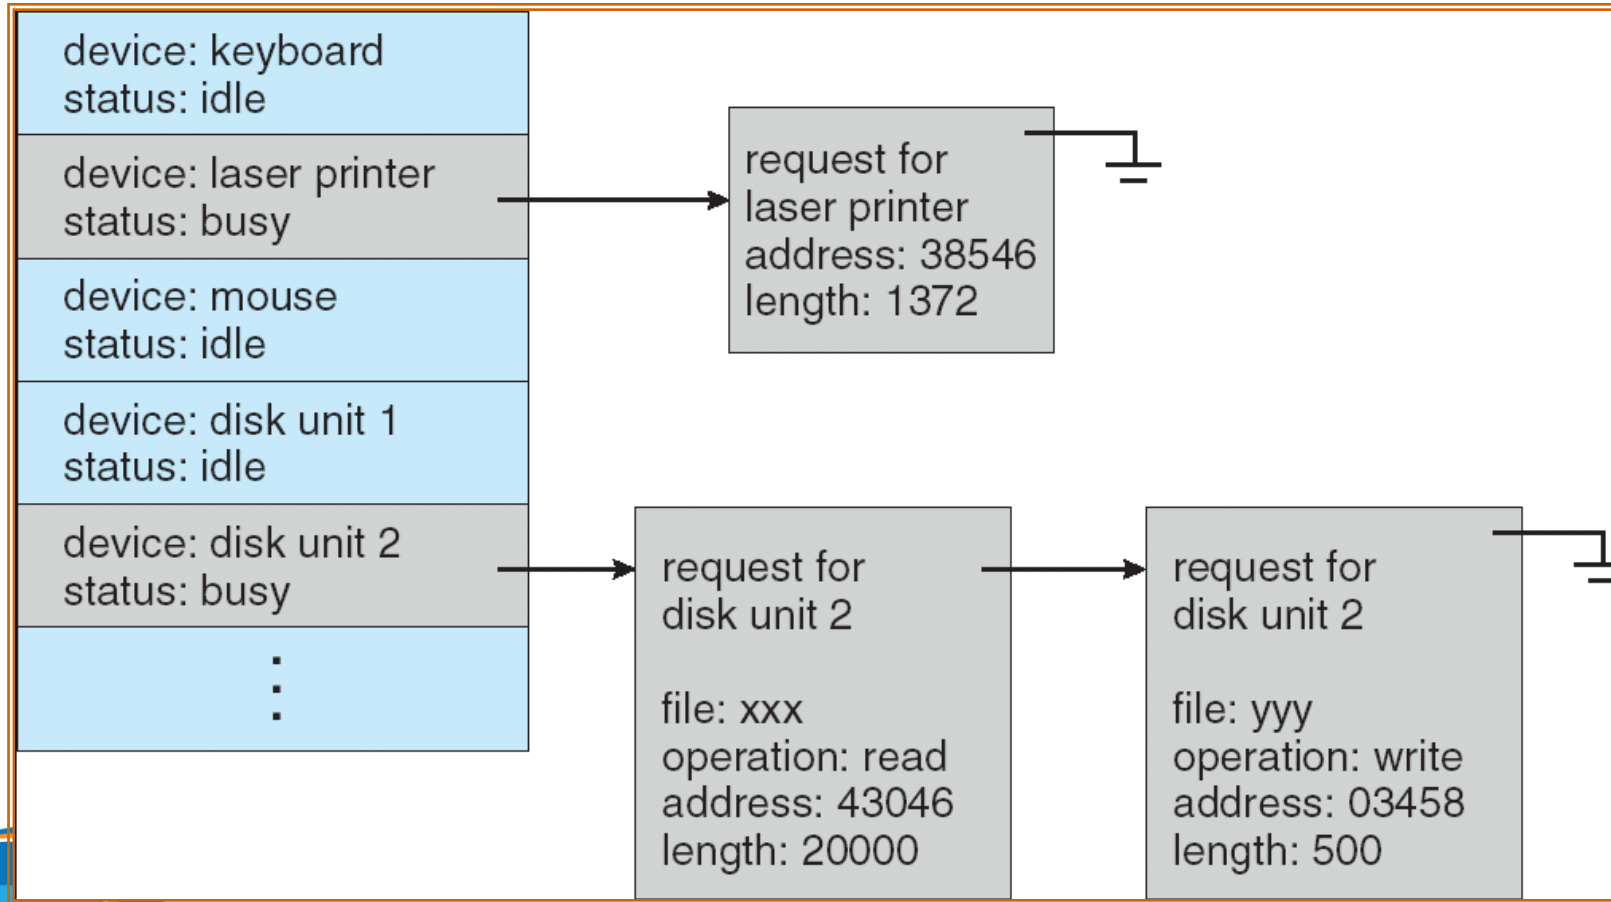 device: keyboard
status: idle
device: laser printer
status: busy
device: mouse
status: idle
device: disk unit 1
status: idle
device: disk unit 2
status: busy
request for
laser printer
address: 38546
length: 1372
request for
disk unit 2
file: xxx
operation: read
address: 43046
length: 20000
request for
disk unit 2
file: yyy
operation: write
address: 03458
length: 500